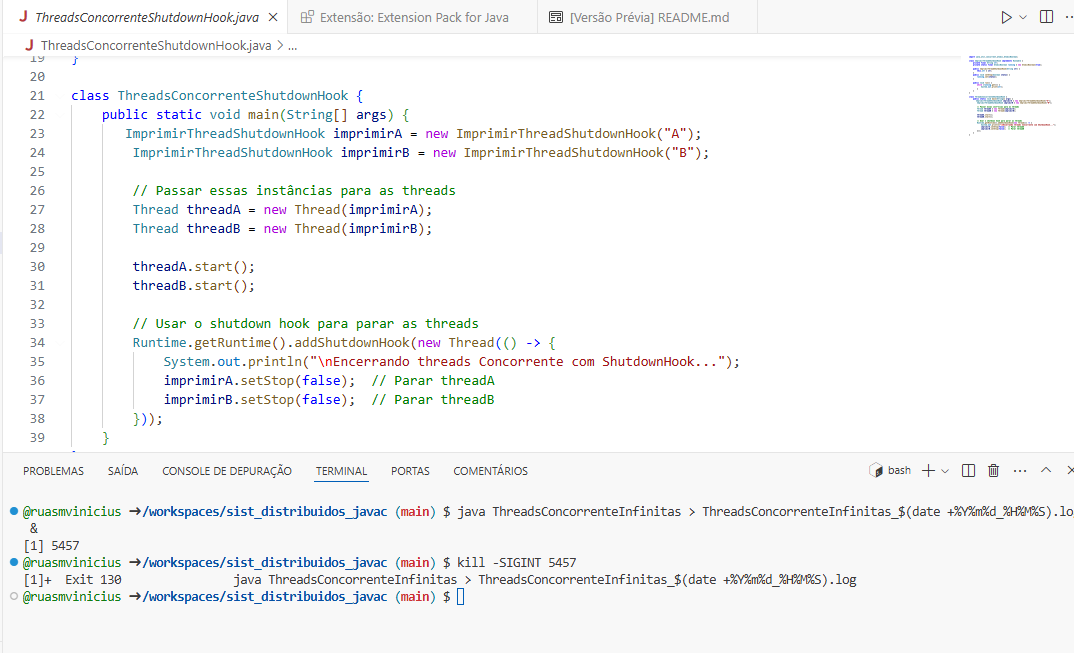 J ThreadsConcorrenteShutdownHook.java × Extensão: Extension Pack for Java [Versão Prévia] README.md
J ThreadsConcorrenteShutdownHook.java > ...
19 }
20
21 class ThreadsConcorrenteShutdownHook {
22 public static void main(String[] args) {
23 ImprimirThreadShutdownHook imprimirA = new ImprimirThreadShutdownHook("A");
24 ImprimirThreadShutdownHook imprimirB = new ImprimirThreadShutdownHook("B");
25
26 // Passar essas instâncias para as threads
27 Thread threadA = new Thread(imprimirA);
28 Thread threadB = new Thread(imprimirB);
29
30 threadA.start();
31 threadB.start();
32
33 // Usar o shutdown hook para parar as threads
34 Runtime.getRuntime().addShutdownHook(new Thread(() -> {
35 System.out.println("\nEncerrando threads Concorrente com ShutdownHook...");
36 imprimirA.setStop(false); // Parar threadA
37 imprimirB.setStop(false); // Parar threadB
38 }));
39 }
PROBLEMAS SAÍDA CONSOLE DE DEPURAÇÃO TERMINAL PORTAS COMENTÁRIOS bash
@ruasmvinicius →/workspaces/sist_distribuidos_javac (main) $ java ThreadsConcorrenteInfinitas > ThreadsConcorrenteInfinitas_$(date +%Y%m%d_%H%M%S).lo
&
[1] 5457
@ruasmvinicius →/workspaces/sist_distribuidos_javac (main) $ kill -SIGINT 5457
[1]+ Exit 130 java ThreadsConcorrenteInfinitas > ThreadsConcorrenteInfinitas_$(date +%Y%m%d_%H%M%S).log
@ruasmvinicius →/workspaces/sist_distribuidos_javac (main) $